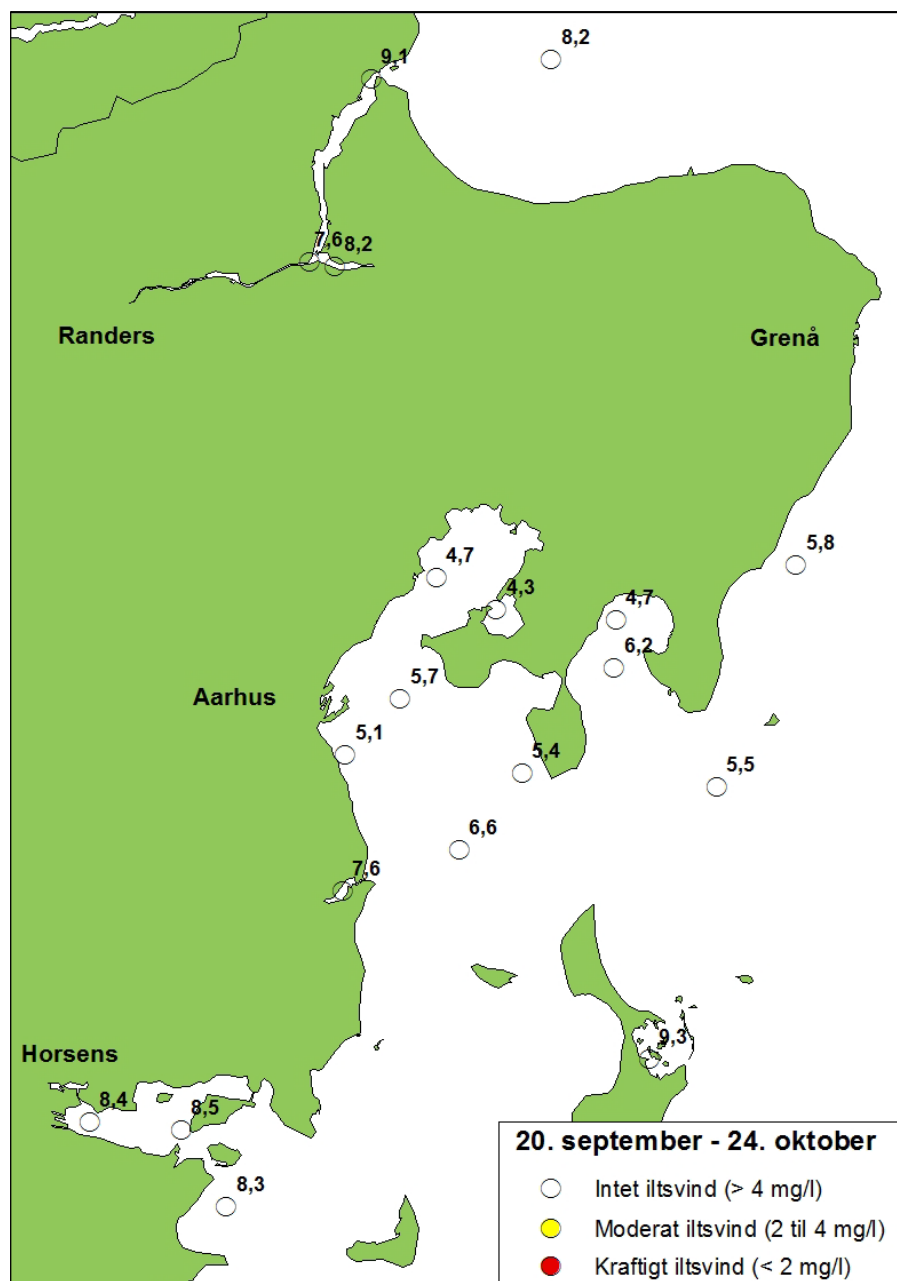 8,2
9,1
7,6
8,2
Randers
Grenå
5,8
4,7
4,3
4,7
6,2
Aarhus
5,7
5,1
5,4
5,5
6,6
7,6
9,3
Horsens
8,4
8,5
8,3
20. september - 24. oktober
Intet iltsvind (> 4 mg/l)
Moderat iltsvind (2 til 4 mg/l)
Kraftigt iltsvind (< 2 mg/l)